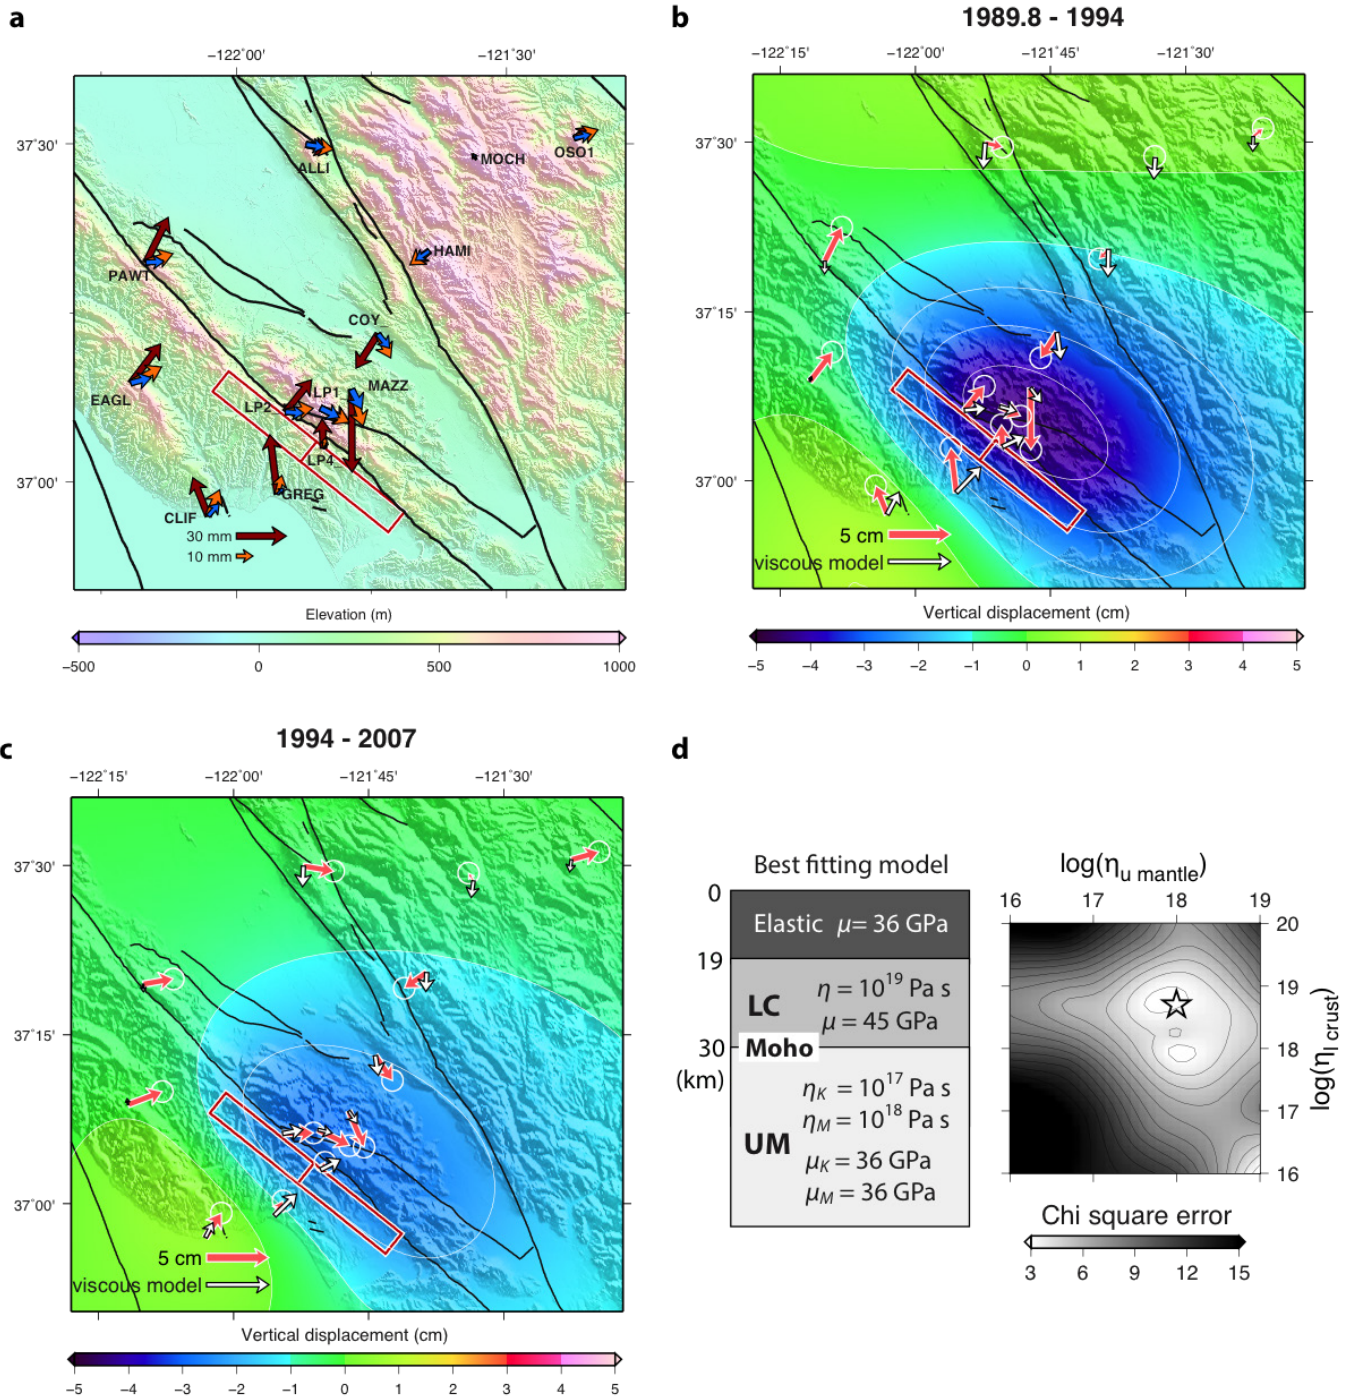 a
−122˚00'
−121˚30'
37˚30'
37˚00'
ALLI
MOCH
OSO1
HAMI
PAWT
COY
MAZZ
EAGL
LP1
LP2
LP4
GREG
CLIF
30 mm
10 mm
Elevation (m)
−500
0
500
1000
b
1989.8 - 1994
−122˚15'
−122˚00'
−121˚45'
−121˚30'
37˚30'
37˚15'
37˚00'
5 cm
viscous model
Vertical displacement (cm)
−5 −4 −3 −2 −1 0 1 2 3 4 5
c
1994 - 2007
−122˚15'
−122˚00'
−121˚45'
−121˚30'
37˚30'
37˚15'
37˚00'
5 cm
viscous model
Vertical displacement (cm)
−5 −4 −3 −2 −1 0 1 2 3 4 5
d
Best fitting model
0
Elastic μ= 36 GPa
19
LC
η = 10¹⁹ Pa s
μ = 45 GPa
30
Moho
(km)
UM
η_K = 10¹⁷ Pa s
η_M = 10¹⁸ Pa s
μ_K = 36 GPa
μ_M = 36 GPa
log(η_u mantle)
16 17 18 19
20
19
18
17
16
log(η_l crust)
Chi square error
3 6 9 12 15